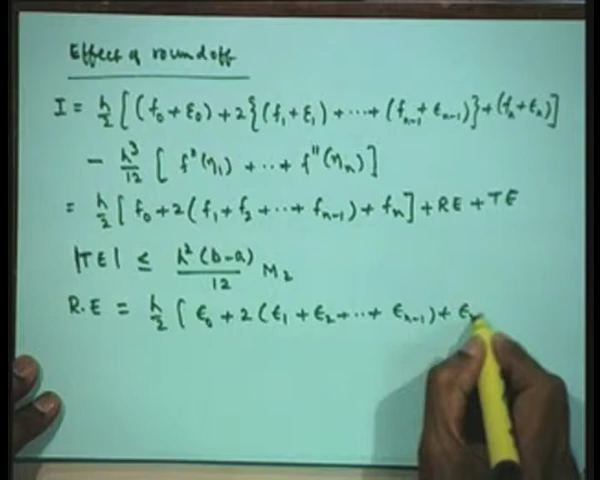 Effect of roundoff
I = h/2 [(f₀+ε₀)+2{(f₁+ε₁)+⋯+(fₙ₋₁+εₙ₋₁)}+(fₙ+εₙ)]
− h³/12 [f''(η₁)+⋯+f''(ηₙ)]
= h/2 [f₀+2(f₁+f₂+⋯+fₙ₋₁)+fₙ]+RE+TE
|TE| ≤ h²(b-a)/12 M₂
R.E = h/2 [ε₀+2(ε₁+ε₂+⋯+εₙ₋₁)+εₙ